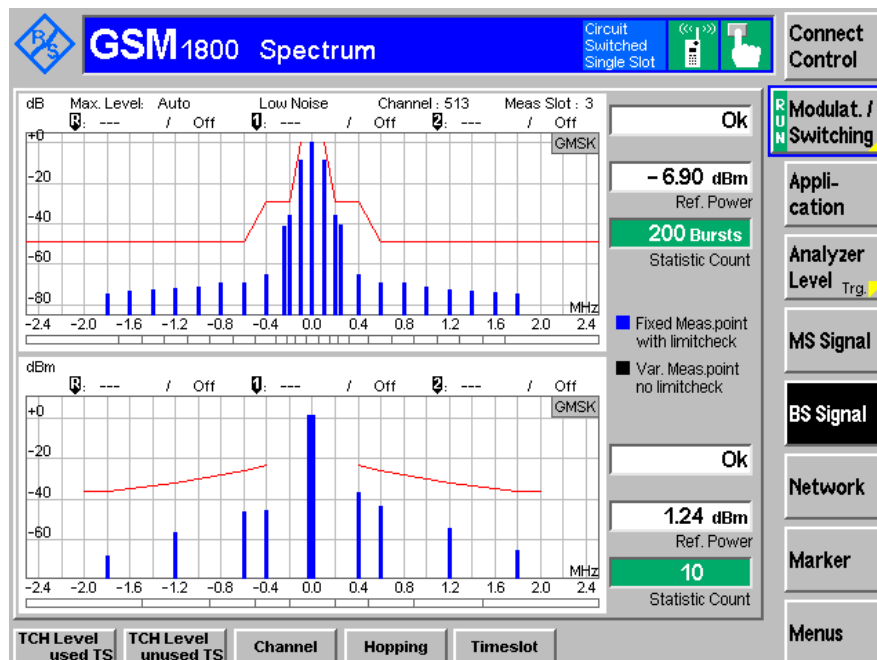 R/S
GSM 1800 Spectrum
Circuit
Switched
Single Slot
Connect
Control
dB Max. Level: Auto Low Noise Channel : 513 Meas Slot : 3
R: --- / Off 1: --- / Off 2: --- / Off
GMSK
+0
-20
-40
-60
-80
MHz
-2.4 -2.0 -1.6 -1.2 -0.8 -0.4 0.0 0.4 0.8 1.2 1.6 2.0 2.4
Ok
– 6.90 dBm
Ref. Power
200 Bursts
Statistic Count
Fixed Meas.point
with limitcheck
Var. Meas.point
no limitcheck
dBm
R: --- / Off 1: --- / Off 2: --- / Off
GMSK
+0
-20
-40
-60
MHz
-2.4 -2.0 -1.6 -1.2 -0.8 -0.4 0.0 0.4 0.8 1.2 1.6 2.0 2.4
Ok
1.24 dBm
Ref. Power
10
Statistic Count
RUN
Modulat. /
Switching
Appli-
cation
Analyzer
Level Trg.
MS Signal
BS Signal
Network
Marker
Menus
TCH Level
used TS
TCH Level
unused TS
Channel
Hopping
Timeslot